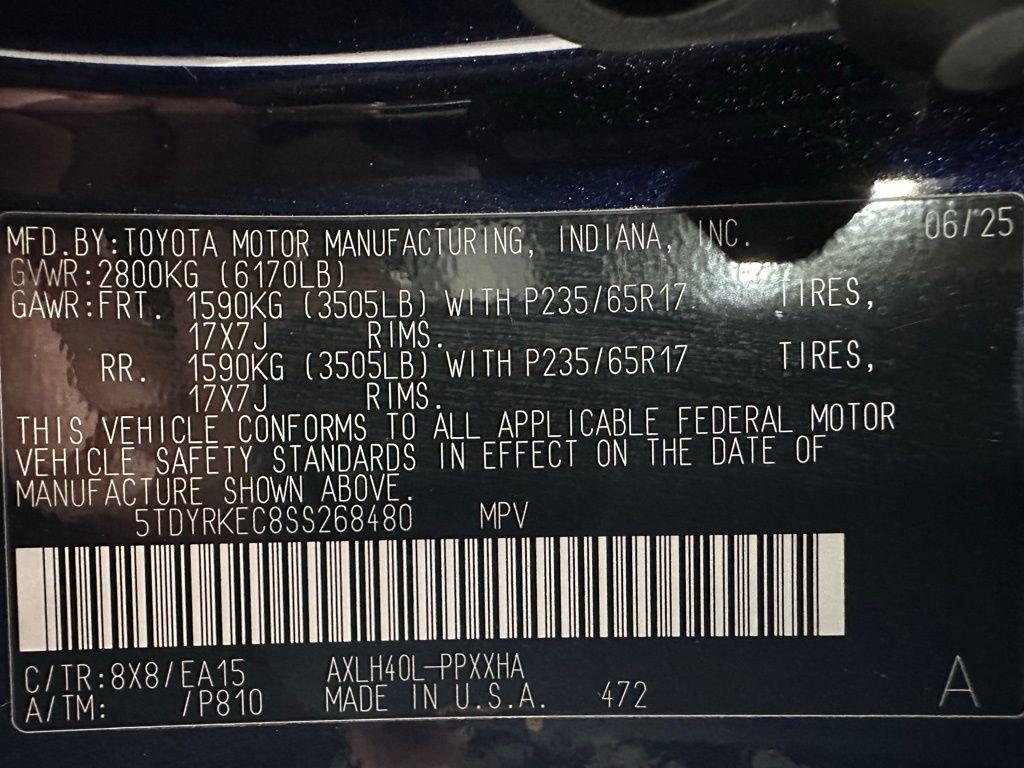 06/25
MFD.BY:TOYOTA MOTOR MANUFACTURING, INDIANA, INC.
GVWR:2800KG (6170LB)
GAWR:FRT. 1590KG (3505LB) WITH P235/65R17 TIRES,
17X7J RIMS.
RR. 1590KG (3505LB) WITH P235/65R17 TIRES,
17X7J RIMS.
THIS VEHICLE CONFORMS TO ALL APPLICABLE FEDERAL MOTOR
VEHICLE SAFETY STANDARDS IN EFFECT ON THE DATE OF
MANUFACTURE SHOWN ABOVE.
5TDYRKEC8SS268480 MPV
C/TR:8X8/EA15 AXLH40L-PPXXHA
A/TM: /P810 MADE IN U.S.A. 472
A